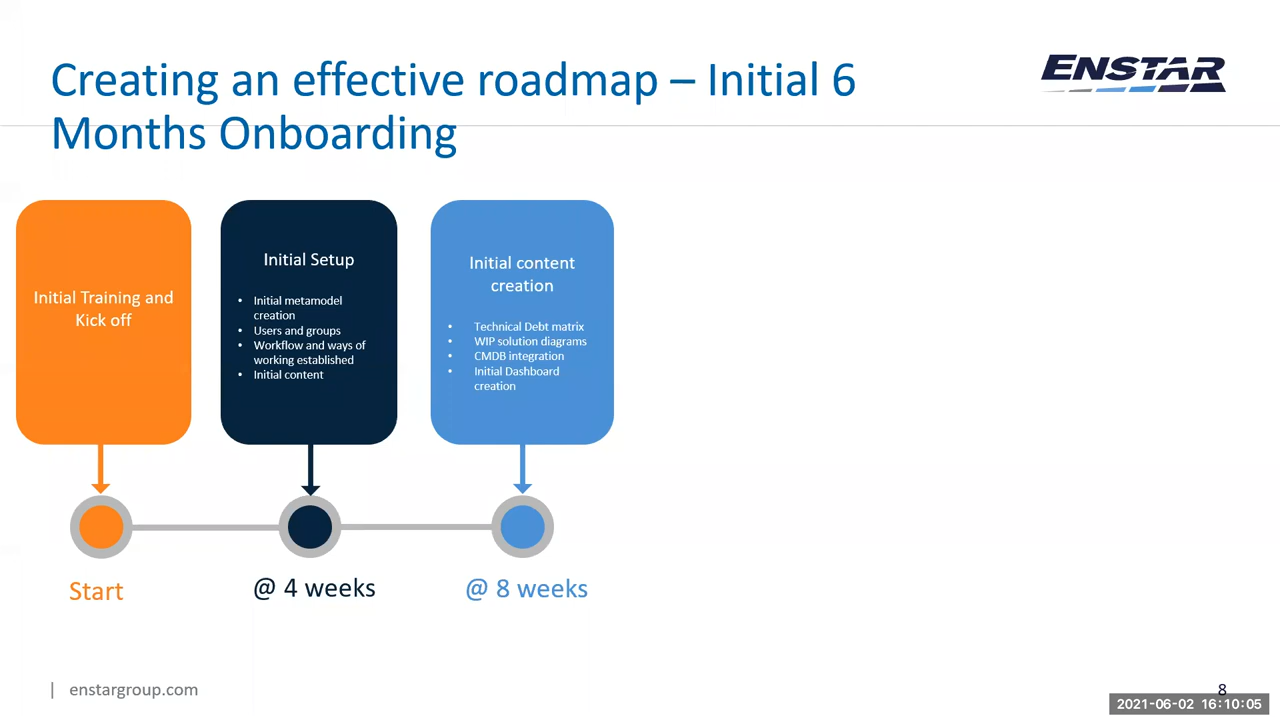 Creating an effective roadmap – Initial 6
Months Onboarding
ENSTAR
Initial Training and
Kick off
Initial Setup
• Initial metamodel
creation
• Users and groups
• Workflow and ways of
working established
• Initial content
Initial content
creation
• Technical Debt matrix
• WIP solution diagrams
• CMDB integration
• Initial Dashboard
creation
Start
@ 4 weeks
@ 8 weeks
| enstargroup.com
8
2021-06-02 16:10:05